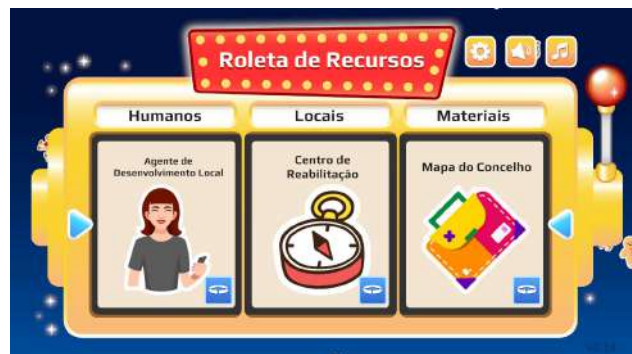 Roleta de Recursos
Humanos
Locais
Materiais
Agente de
Desenvolvimento Local
Centro de
Reabilitação
Mapa do Concelho